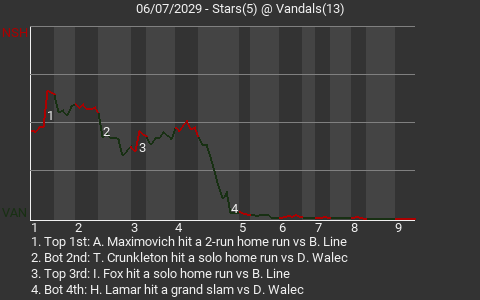 06/07/2029 - Stars(5) @ Vandals(13)
VSH
1
2
3
4
VAN
1 2 3 4 5 6 7 8 9
1. Top 1st: A. Maximovich hit a 2-run home run vs B. Line
2. Bot 2nd: T. Crunkleton hit a solo home run vs D. Walec
3. Top 3rd: I. Fox hit a solo home run vs B. Line
4. Bot 4th: H. Lamar hit a grand slam vs D. Walec